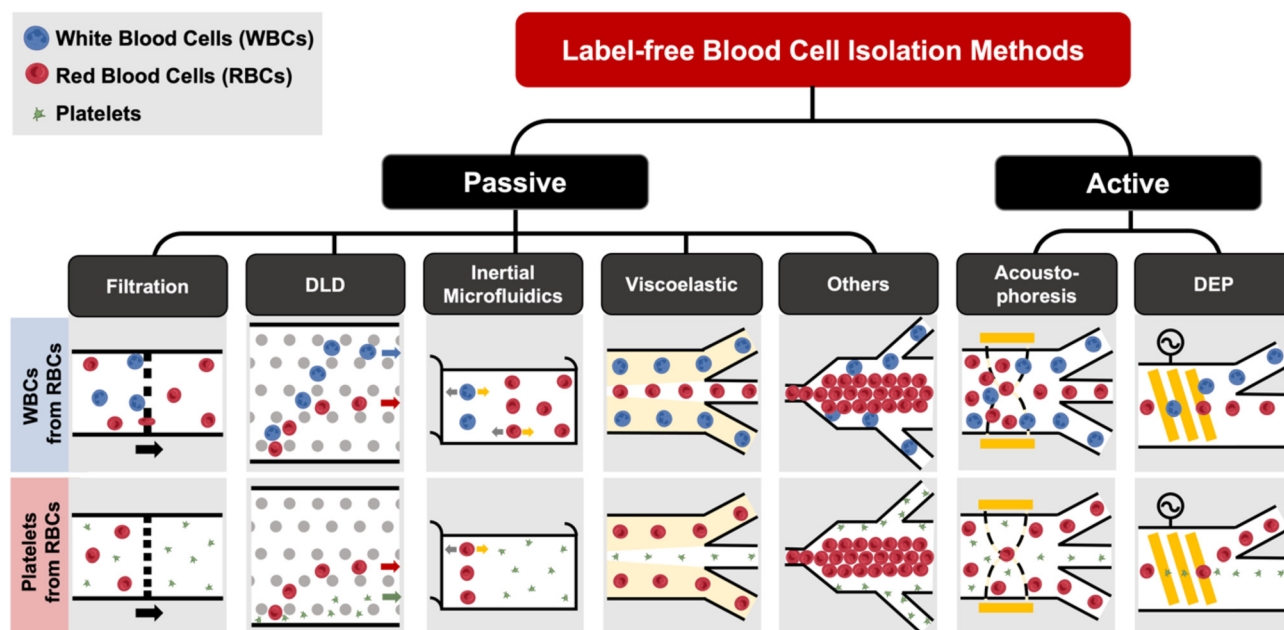 White Blood Cells (WBCs)
Red Blood Cells (RBCs)
Platelets
Label-free Blood Cell Isolation Methods
Passive
Active
Filtration
DLD
Inertial
Microfluidics
Viscoelastic
Others
Acousto-
phoresis
DEP
WBCs
from RBCs
Platelets
from RBCs